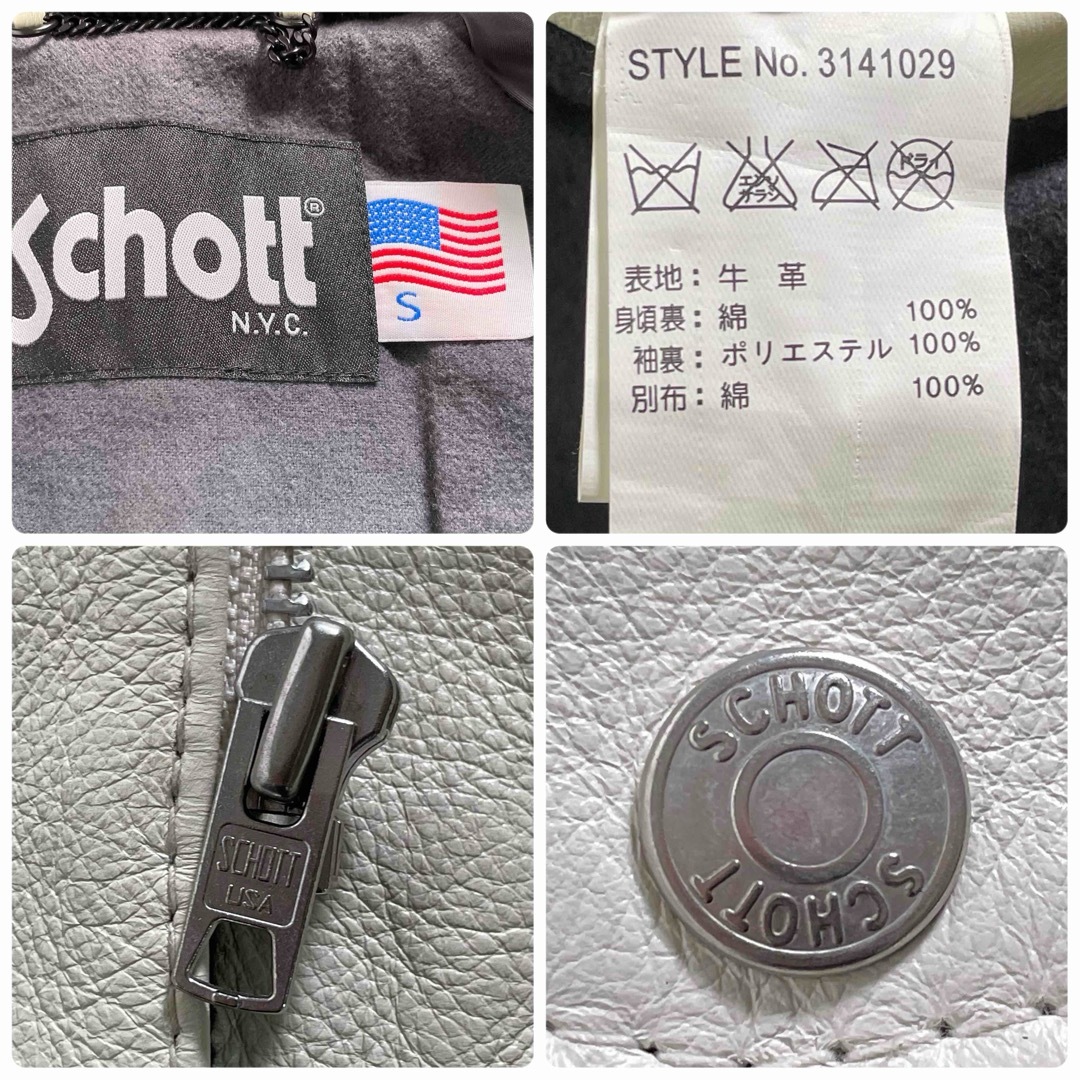 Schott®
N.Y.C.
S
STYLE No. 3141029
エンソ
オラシ
ドライ
表地: 牛 革
身頃裏: 綿 100%
袖裏: ポリエステル 100%
別布: 綿 100%
SCHOTT
USA
SCHOTT
SCHOTT